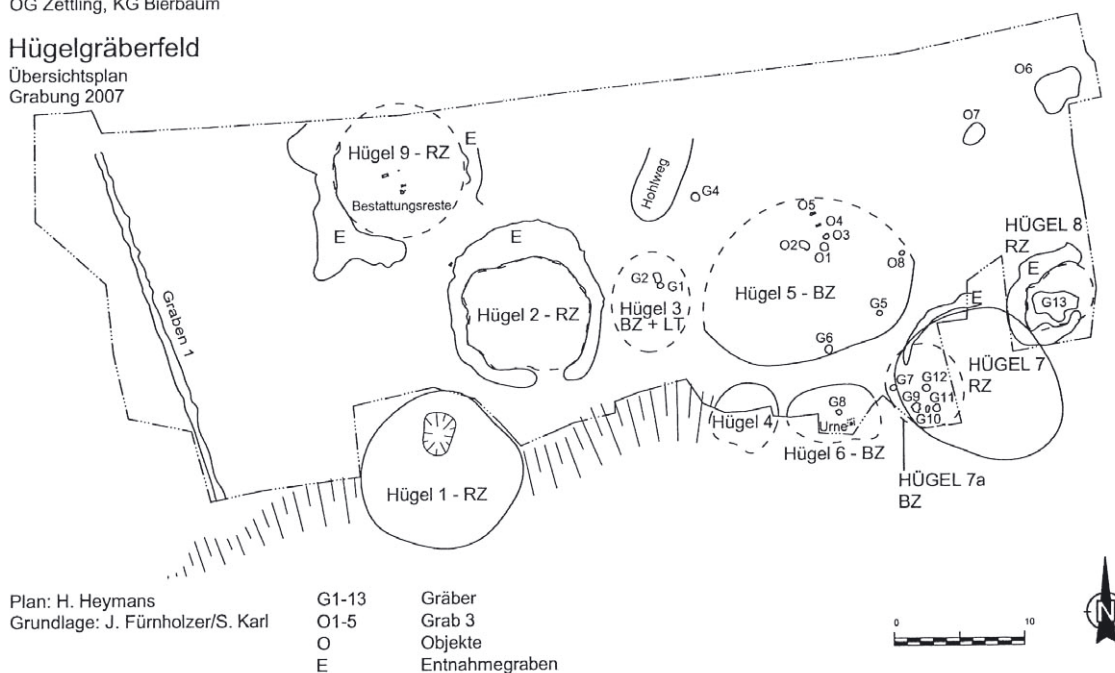 OG Zettling, KG Bierbaum
Hügelgräberfeld
Übersichtsplan
Grabung 2007
O6
O7
E
Hügel 9 - RZ
Bestattungsreste
E
Hohlweg
G4
O5
O4
O3
O2
O1
O8
HÜGEL 8
RZ
E
E
G2
G1
Hügel 3
BZ + LT
Hügel 5 - BZ
G13
E
Graben 1
Hügel 2 - RZ
G5
G6
HÜGEL 7
RZ
G7
G12
G9
G11
G10
G8
Urne
Hügel 4
Hügel 6 - BZ
HÜGEL 7a
BZ
Hügel 1 - RZ
Plan: H. Heymans
Grundlage: J. Fürnholzer/S. Karl
G1-13 Gräber
O1-5 Grab 3
O Objekte
E Entnahmegraben
0 10
N